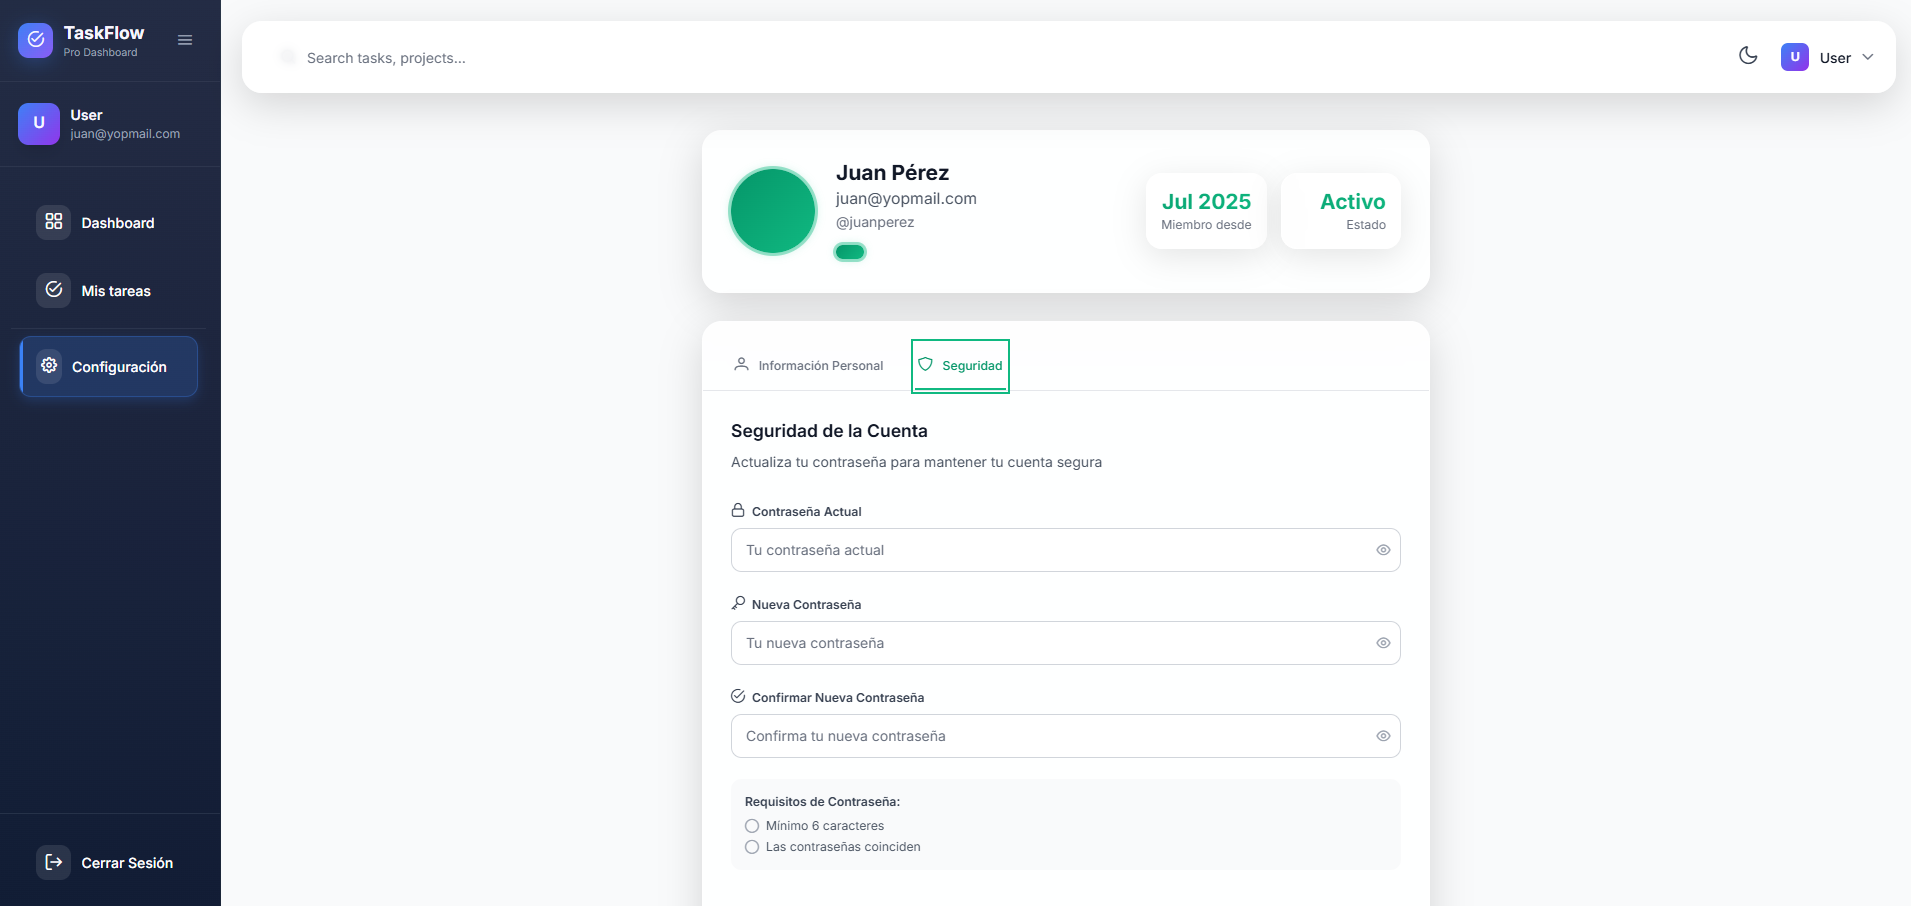 TaskFlow
Pro Dashboard
U
User
juan@yopmail.com
Dashboard
Mis tareas
Configuración
Cerrar Sesión
Search tasks, projects...
U User
Juan Pérez
juan@yopmail.com
@juanperez
Jul 2025
Miembro desde
Activo
Estado
Información Personal
Seguridad
Seguridad de la Cuenta
Actualiza tu contraseña para mantener tu cuenta segura
Contraseña Actual
Tu contraseña actual
Nueva Contraseña
Tu nueva contraseña
Confirmar Nueva Contraseña
Confirma tu nueva contraseña
Requisitos de Contraseña:
Mínimo 6 caracteres
Las contraseñas coinciden